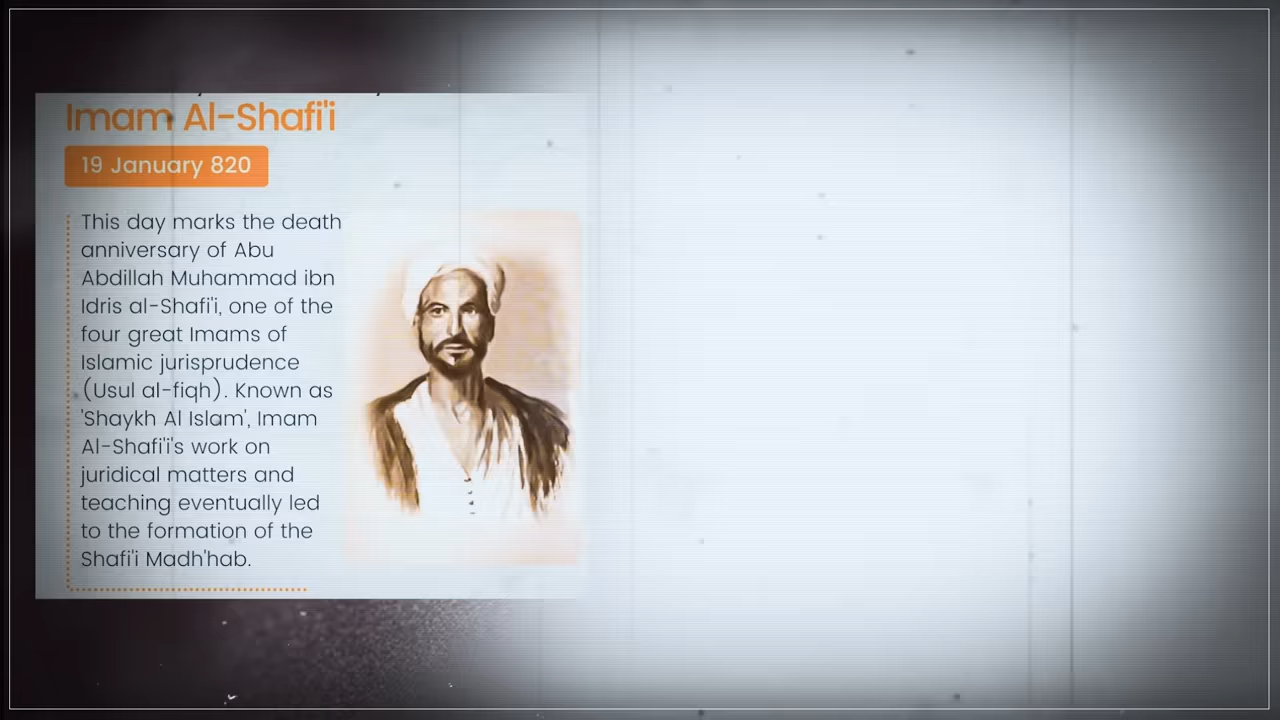 Imam Al-Shafi'i
19 January 820
This day marks the death
anniversary of Abu
Abdillah Muhammad ibn
Idris al-Shafi'i, one of the
four great Imams of
Islamic jurisprudence
(Usul al-fiqh). Known as
'Shaykh Al Islam', Imam
Al-Shafi'i's work on
juridical matters and
teaching eventually led
to the formation of the
Shafi'i Madh'hab.